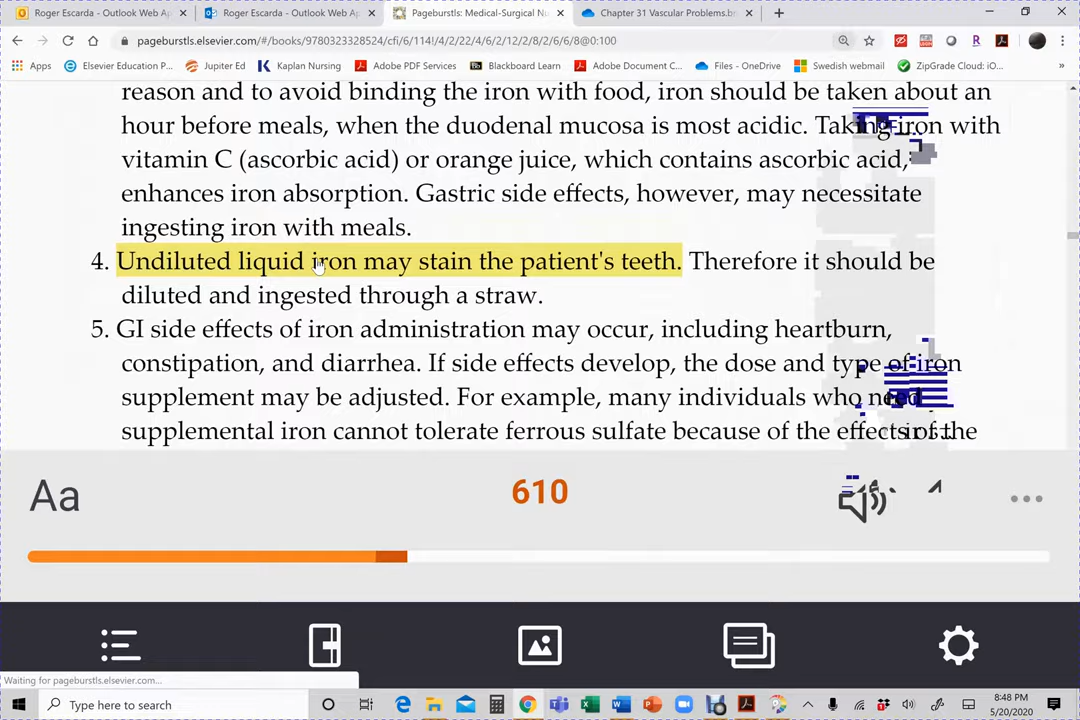 Roger Escarda - Outlook Web Ap
Roger Escarda - Outlook Web Ap
Pageburstls: Medical-Surgical Nu
Chapter 31 Vascular Problems.b
pageburstls.elsevier.com/#/books/9780323328524/cfi/6/114!/4/2/22/4/6/2/12/2/8/2/6/6/8@0:100
Apps
Elsevier Education P...
Jupiter Ed
Kaplan Nursing
Adobe PDF Services
Blackboard Learn
Adobe Document C...
Files - OneDrive
Swedish webmail
ZipGrade Cloud: iO...
reason and to avoid binding the iron with food, iron should be taken about an
hour before meals, when the duodenal mucosa is most acidic. Taking iron with
vitamin C (ascorbic acid) or orange juice, which contains ascorbic acid,
enhances iron absorption. Gastric side effects, however, may necessitate
ingesting iron with meals.
4. Undiluted liquid iron may stain the patient's teeth. Therefore it should be
diluted and ingested through a straw.
5. GI side effects of iron administration may occur, including heartburn,
constipation, and diarrhea. If side effects develop, the dose and type of iron
supplement may be adjusted. For example, many individuals who need
supplemental iron cannot tolerate ferrous sulfate because of the effects of the
Aa
610
Waiting for pageburstls.elsevier.com...
Type here to search
8:48 PM
5/20/2020